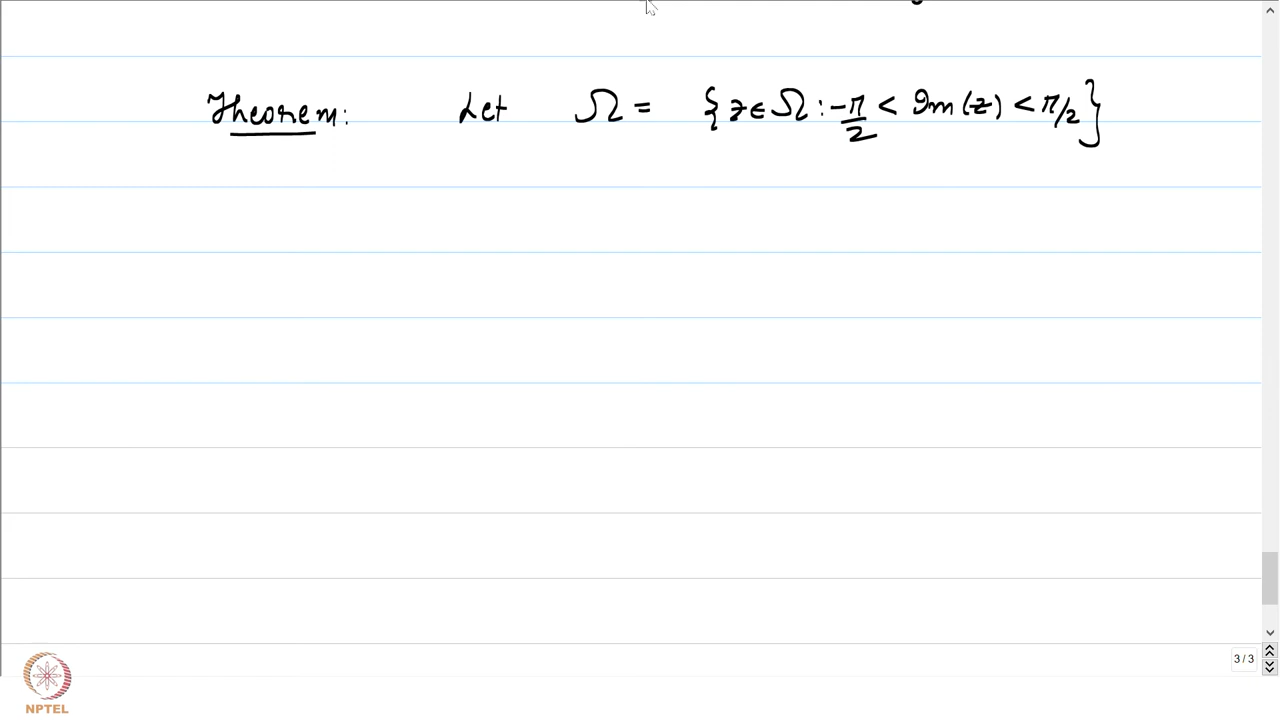 Theorem: Let Ω = {z ∈ Ω : -π/2 < Im(z) < π/2}
3 / 3
NPTEL